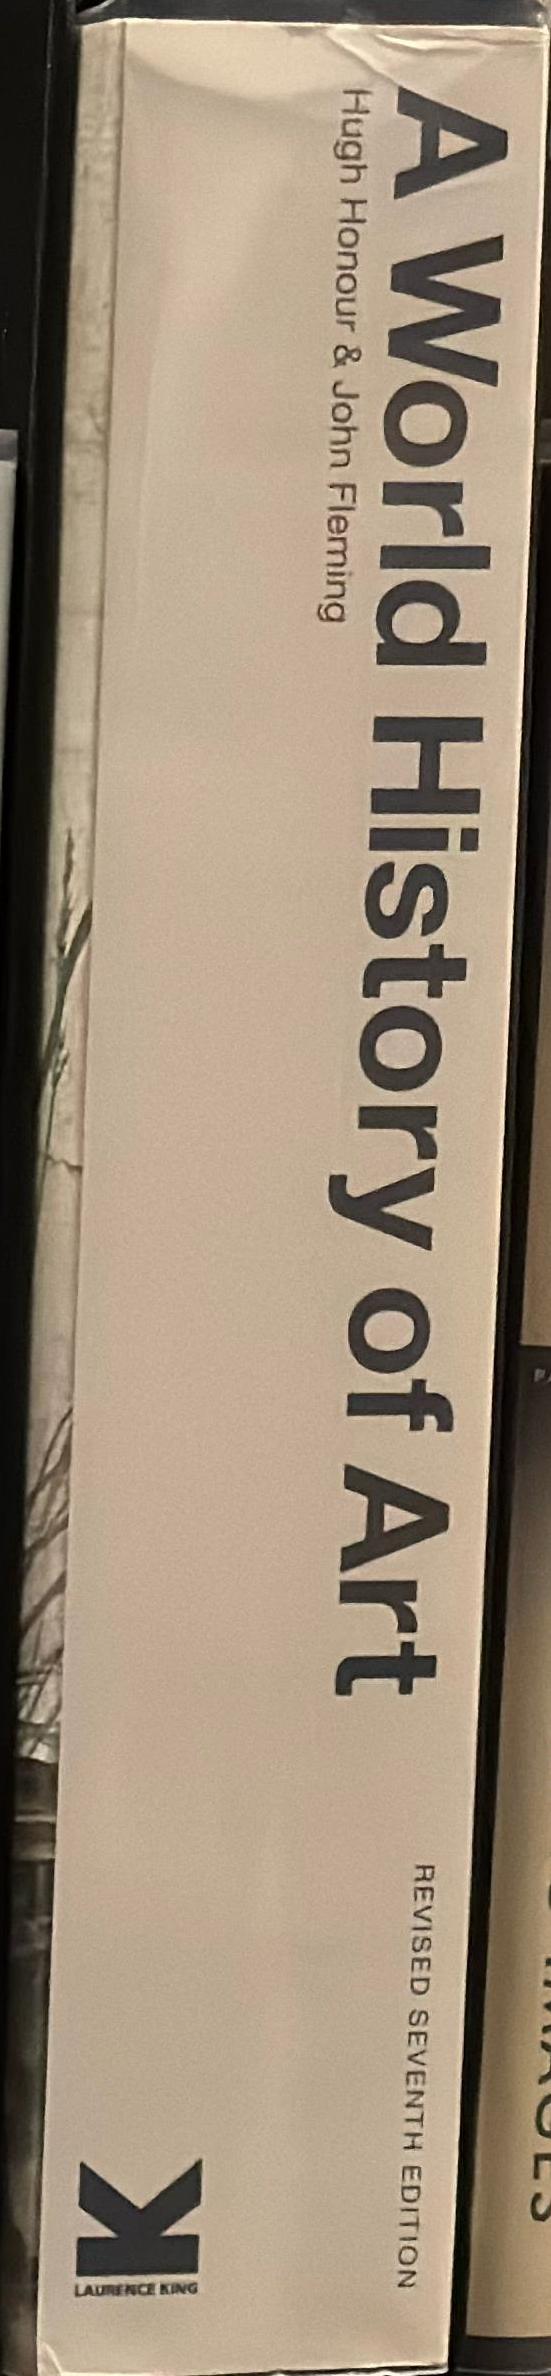 A World History of Art
Hugh Honour & John Fleming
REVISED SEVENTH EDITION
K
LAURENCE KING